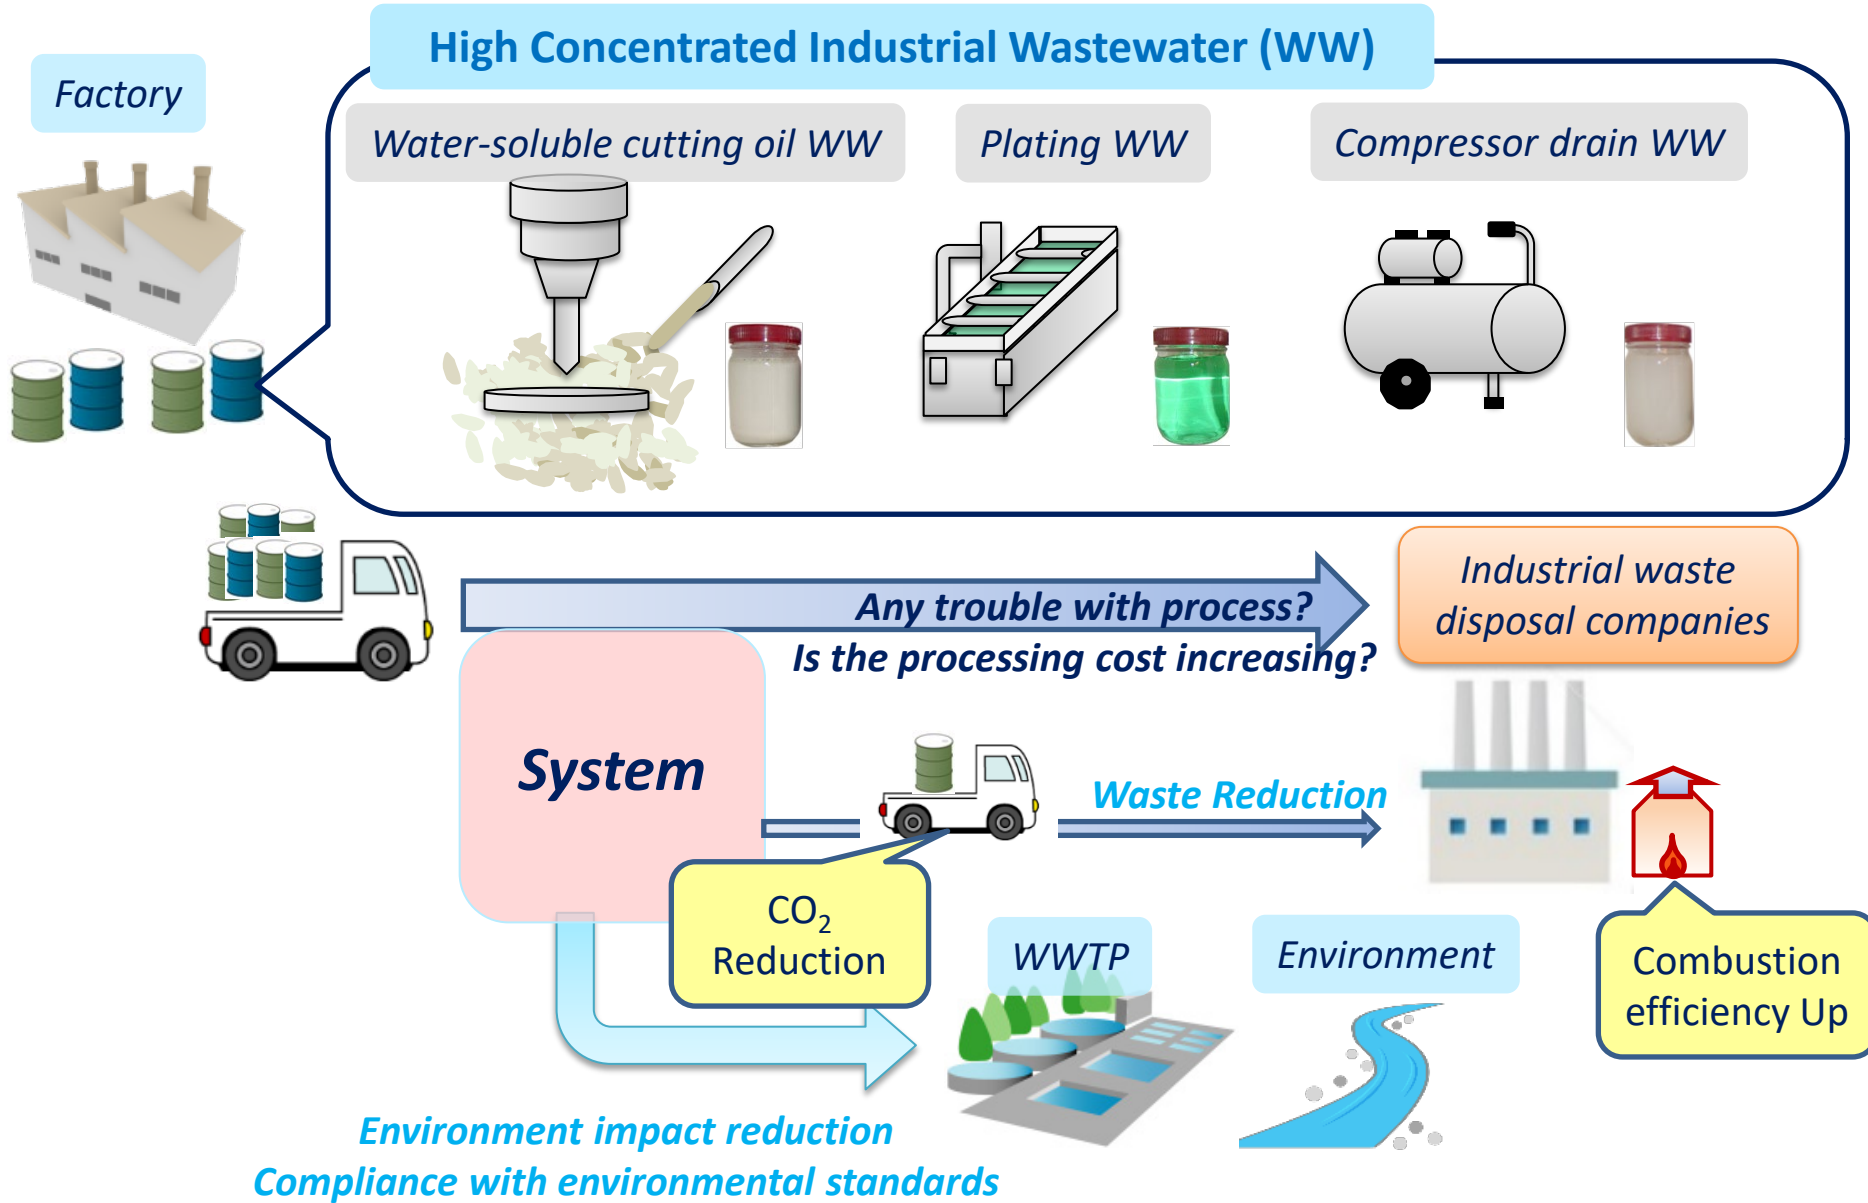 High Concentrated Industrial Wastewater (WW)
Factory
Water-soluble cutting oil WW
Plating WW
Compressor drain WW
Any trouble with process?
Is the processing cost increasing?
Industrial waste
disposal companies
System
Waste Reduction
CO₂
Reduction
WWTP
Environment
Combustion
efficiency Up
Environment impact reduction
Compliance with environmental standards